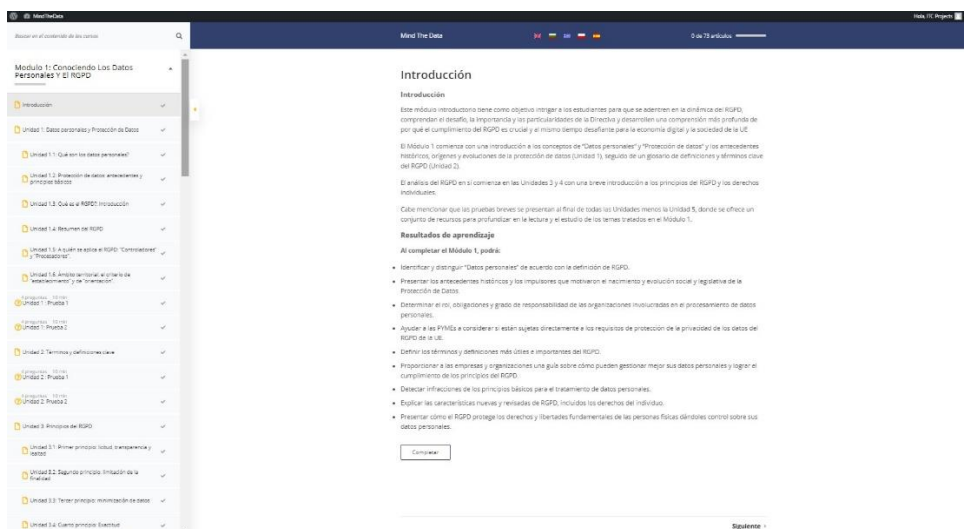 MindTheData
Hola, ITC Projects
Buscar en el contenido de los cursos
Mind The Data
0 de 73 artículos
Modulo 1: Conociendo Los Datos
Personales Y El RGPD
Introducción
Unidad 1: Datos personales y Protección de Datos
Unidad 1.1: Qué son los datos personales?
Unidad 1.2: Protección de datos: antecedentes y
principios básicos
Unidad 1.3: Qué es el RGPD?: Introducción
Unidad 1.4: Resumen del RGPD
Unidad 1.5: A quién se aplica el RGPD: "Controladores"
y "Procesadores".
Unidad 1.6: Ámbito territorial: el criterio de
"establecimiento" y de "orientación".
10 min
Unidad 1: Prueba 1
10 min
Unidad 1: Prueba 2
Unidad 2: Términos y definiciones clave
10 min
Unidad 2: Prueba 1
10 min
Unidad 2: Prueba 2
Unidad 3: Principios del RGPD
Unidad 3.1: Primer principio: licitud, transparencia y
lealtad
Unidad 3.2: Segundo principio: limitación de la
finalidad
Unidad 3.3: Tercer principio: minimización de datos
Unidad 3.4: Cuarto principio: Exactitud
Introducción
Introducción
Este módulo introductorio tiene como objetivo intrigar a los estudiantes para que se adentren en la dinámica del RGPD,
comprendan el desafío, la importancia y las particularidades de la Directiva y desarrollen una comprensión más profunda de
por qué el cumplimiento del RGPD es crucial y al mismo tiempo desafiante para la economía digital y la sociedad de la UE
El Módulo 1 comienza con una introducción a los conceptos de "Datos personales" y "Protección de datos" y los antecedentes
históricos, orígenes y evoluciones de la protección de datos (Unidad 1), seguido de un glosario de definiciones y términos clave
del RGPD (Unidad 2).
El análisis del RGPD en sí comienza en las Unidades 3 y 4 con una breve introducción a los principios del RGPD y los derechos
individuales.
Cabe mencionar que las pruebas breves se presentan al final de todas las Unidades menos la Unidad 5, donde se ofrece un
conjunto de recursos para profundizar en la lectura y el estudio de los temas tratados en el Módulo 1.
Resultados de aprendizaje
Al completar el Módulo 1, podrá:
Identificar y distinguir "Datos personales" de acuerdo con la definición de RGPD.
Presentar los antecedentes históricos y los impulsores que motivaron el nacimiento y evolución social y legislativa de la
Protección de Datos.
Determinar el rol, obligaciones y grado de responsabilidad de las organizaciones involucradas en el procesamiento de datos
personales.
Ayudar a las PYMEs a considerar si están sujetas directamente a los requisitos de protección de la privacidad de los datos del
RGPD de la UE.
Definir los términos y definiciones más útiles e importantes del RGPD.
Proporcionar a las empresas y organizaciones una guía sobre cómo pueden gestionar mejor sus datos personales y lograr el
cumplimiento de los principios del RGPD.
Detectar infracciones de los principios básicos para el tratamiento de datos personales.
Explicar las características nuevas y revisadas de RGPD, incluidos los derechos del individuo.
Presentar cómo el RGPD protege los derechos y libertades fundamentales de las personas físicas dándoles control sobre sus
datos personales.
Completar
Siguiente